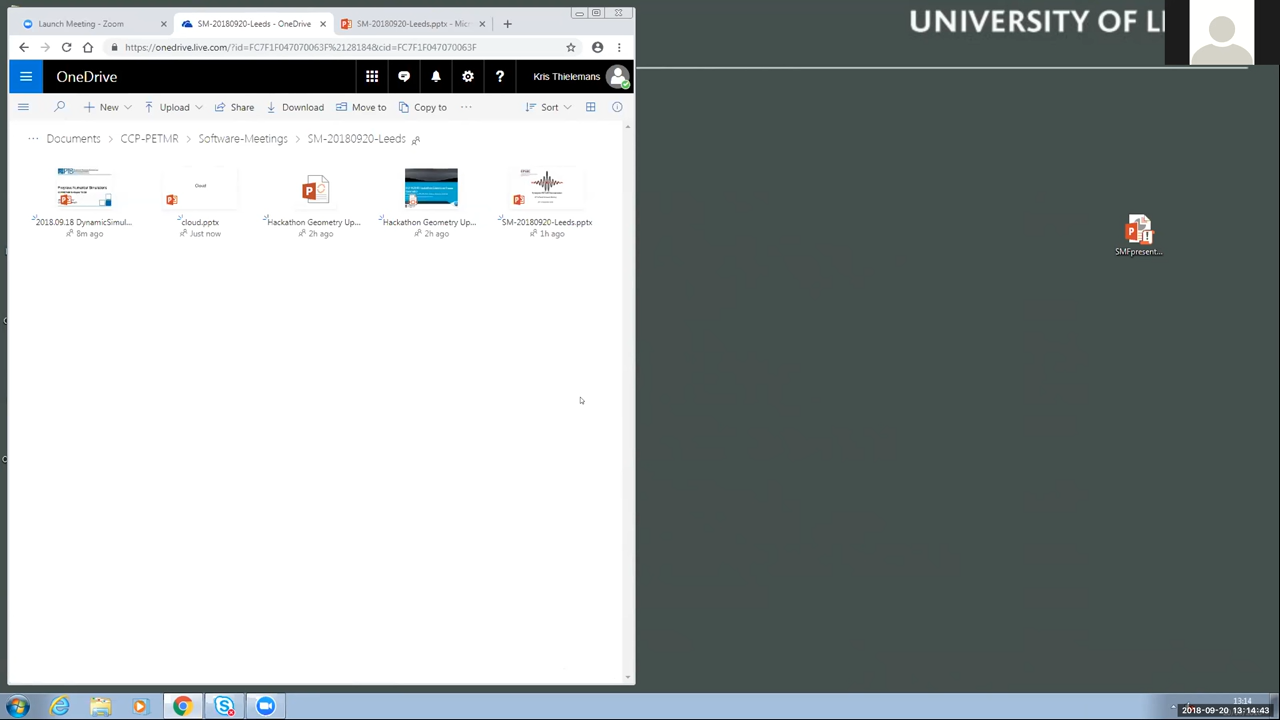 Launch Meeting - Zoom
SM-20180920-Leeds - OneDrive
SM-20180920-Leeds.pptx - Micr
https://onedrive.live.com/?id=FC7F1F047070063F%2128184&cid=FC7F1F047070063F
UNIVERSITY OF LE
OneDrive
Kris Thielemans
New
Upload
Share
Download
Move to
Copy to
Sort
Documents > CCP-PETMR > Software-Meetings > SM-20180920-Leeds
Cloud
2018.09.18 DynamicSimul...
8m ago
cloud.pptx
Just now
Hackathon Geometry Up...
2h ago
Hackathon Geometry Up...
2h ago
SM-20180920-Leeds.pptx
1h ago
SMFpresent...
13:14
2018-09-20 13:14:43